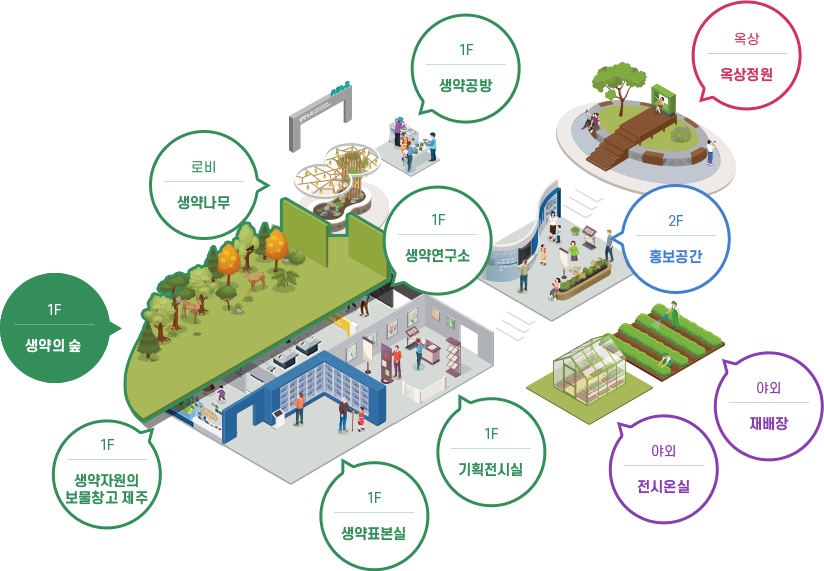 옥상
옥상정원
1F
생약공방
로비
생약나무
1F
생약연구소
2F
홍보공간
1F
생약의 숲
야외
재배장
1F
생약자원의
보물창고 제주
1F
기획전시실
야외
전시온실
1F
생약표본실